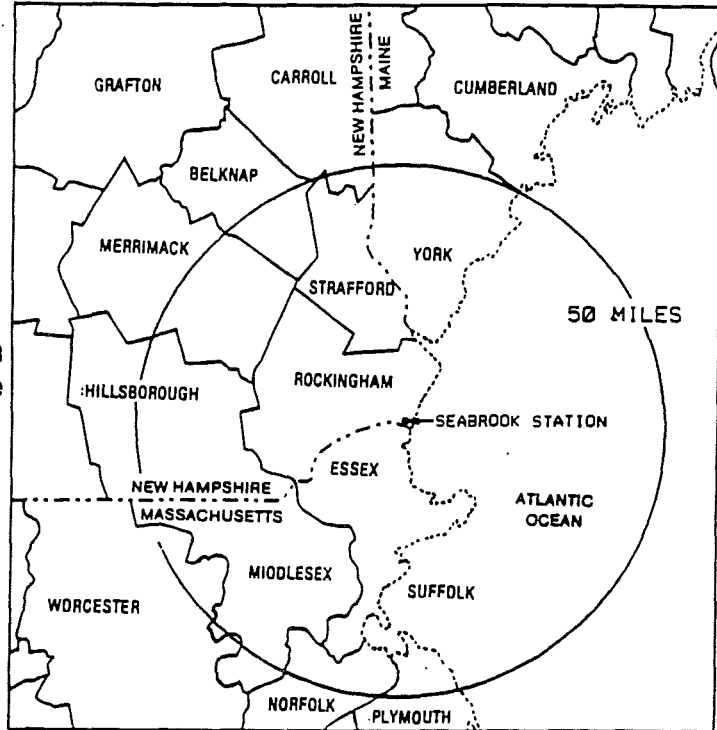 GRAFTON
CARROLL
NEW HAMPSHIRE
MAINE
CUMBERLAND
BELKNAP
MERRIMACK
YORK
STRAFFORD
50 MILES
HILLSBOROUGH
ROCKINGHAM
SEABROOK STATION
ESSEX
NEW HAMPSHIRE
MASSACHUSETTS
ATLANTIC
OCEAN
MIDDLESEX
SUFFOLK
WORCESTER
NORFOLK
PLYMOUTH